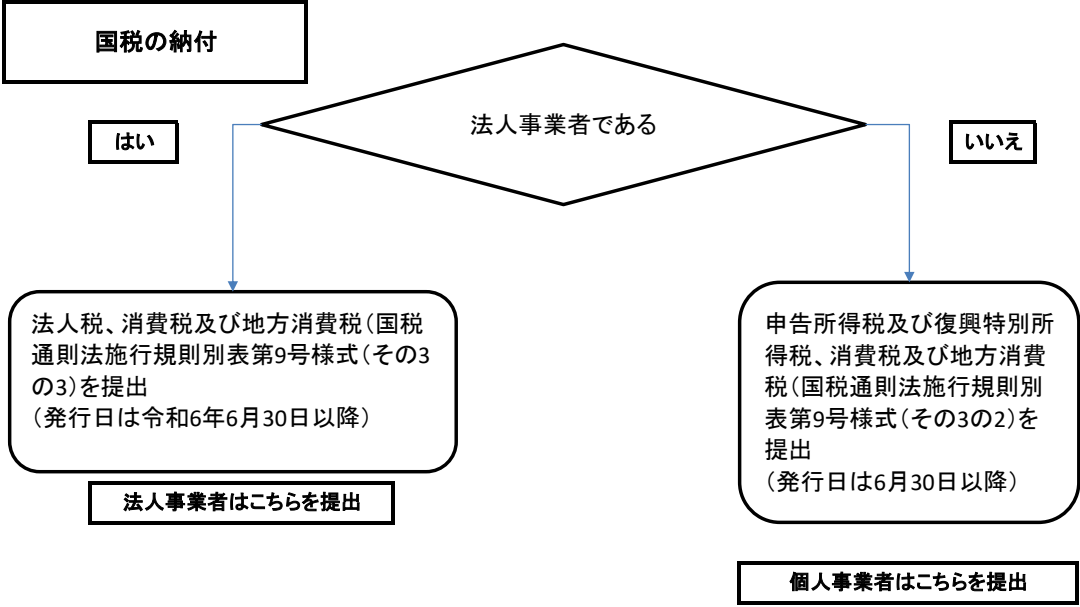 国税の納付
法人事業者である
はい
いいえ
法人税、消費税及び地方消費税(国税
通則法施行規則別表第9号様式(その3
の3)を提出
(発行日は令和6年6月30日以降)
法人事業者はこちらを提出
申告所得税及び復興特別所
得税、消費税及び地方消費
税(国税通則法施行規則別
表第9号様式(その3の2)を
提出
(発行日は6月30日以降)
個人事業者はこちらを提出